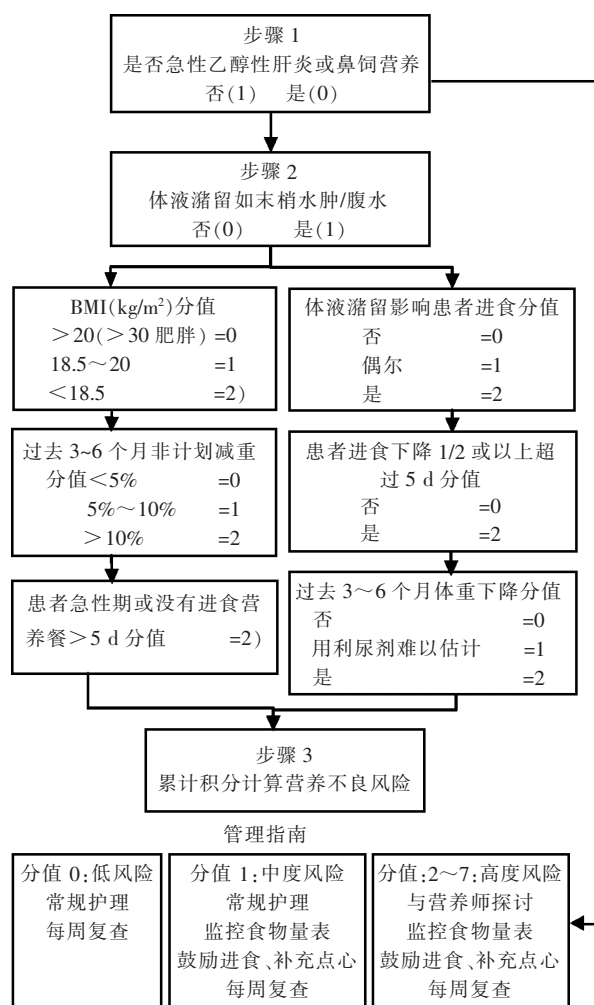 步骤 1
是否急性乙醇性肝炎或鼻饲营养
否(1) 是(0)
步骤 2
体液潴留如末梢水肿/腹水
否(0) 是(1)
BMI(kg/m²)分值
>20(>30 肥胖)=0
18.5～20 =1
<18.5 =2)
过去 3~6 个月非计划减重
分值<5% =0
5%～10% =1
>10% =2
患者急性期或没有进食营
养餐>5 d 分值 =2)
体液潴留影响患者进食分值
否 =0
偶尔 =1
是 =2
患者进食下降 1/2 或以上超
过 5 d 分值
否 =0
是 =2
过去 3～6 个月体重下降分值
否 =0
用利尿剂难以估计 =1
是 =2
步骤 3
累计积分计算营养不良风险
管理指南
分值 0:低风险
常规护理
每周复查
分值 1:中度风险
常规护理
监控食物量表
鼓励进食、补充点心
每周复查
分值:2～7:高度风险
与营养师探讨
监控食物量表
鼓励进食、补充点心
每周复查